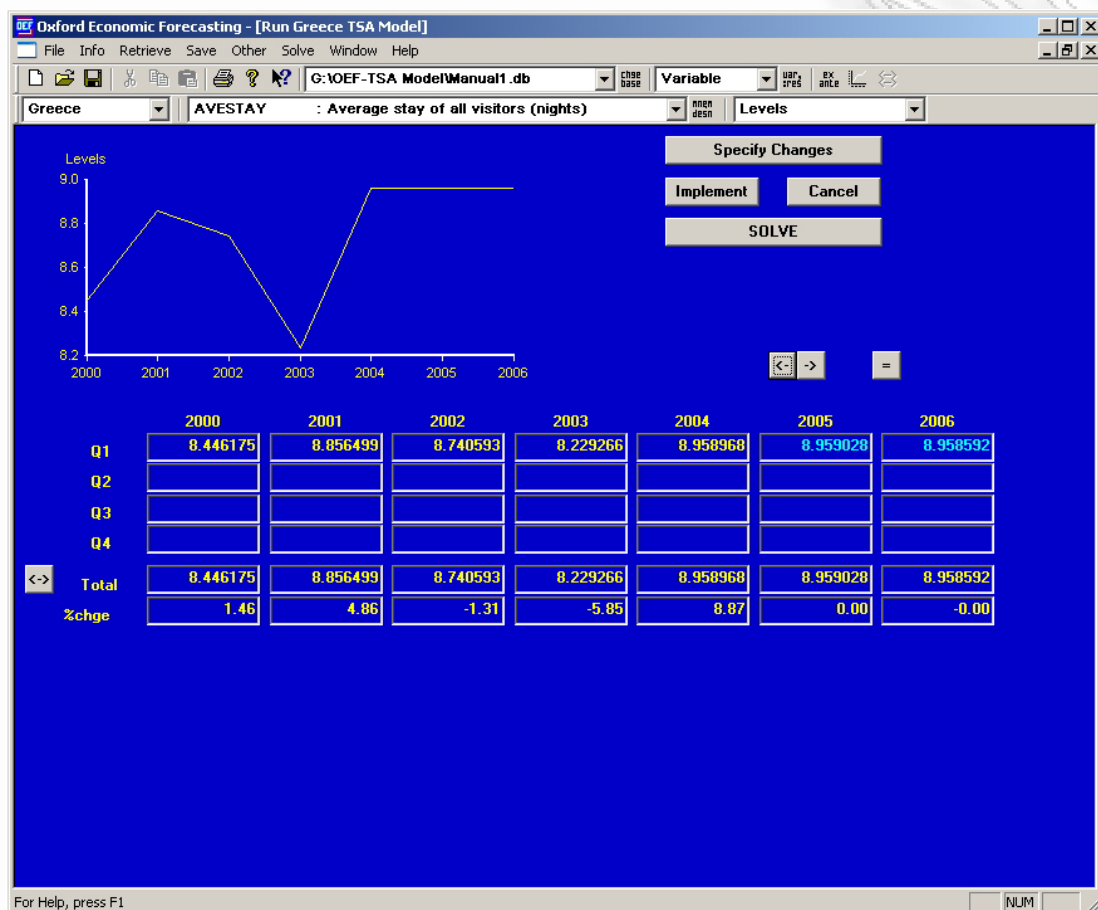 OEF Oxford Economic Forecasting - [Run Greece TSA Model]
File Info Retrieve Save Other Solve Window Help
G:\OEF-TSA Model\Manual1.db chge base Variable var, :res ex ante
Greece AVESTAY : Average stay of all visitors (nights) mnem desn Levels
Specify Changes
Implement Cancel
SOLVE
Levels
9.0
8.8
8.6
8.4
8.2
2000 2001 2002 2003 2004 2005 2006
<- -> =
2000 2001 2002 2003 2004 2005 2006
Q1 8.446175 8.856499 8.740593 8.229266 8.958968 8.959028 8.958592
Q2
Q3
Q4
<-> Total 8.446175 8.856499 8.740593 8.229266 8.958968 8.959028 8.958592
%chge 1.46 4.86 -1.31 -5.85 8.87 0.00 -0.00
For Help, press F1 NUM